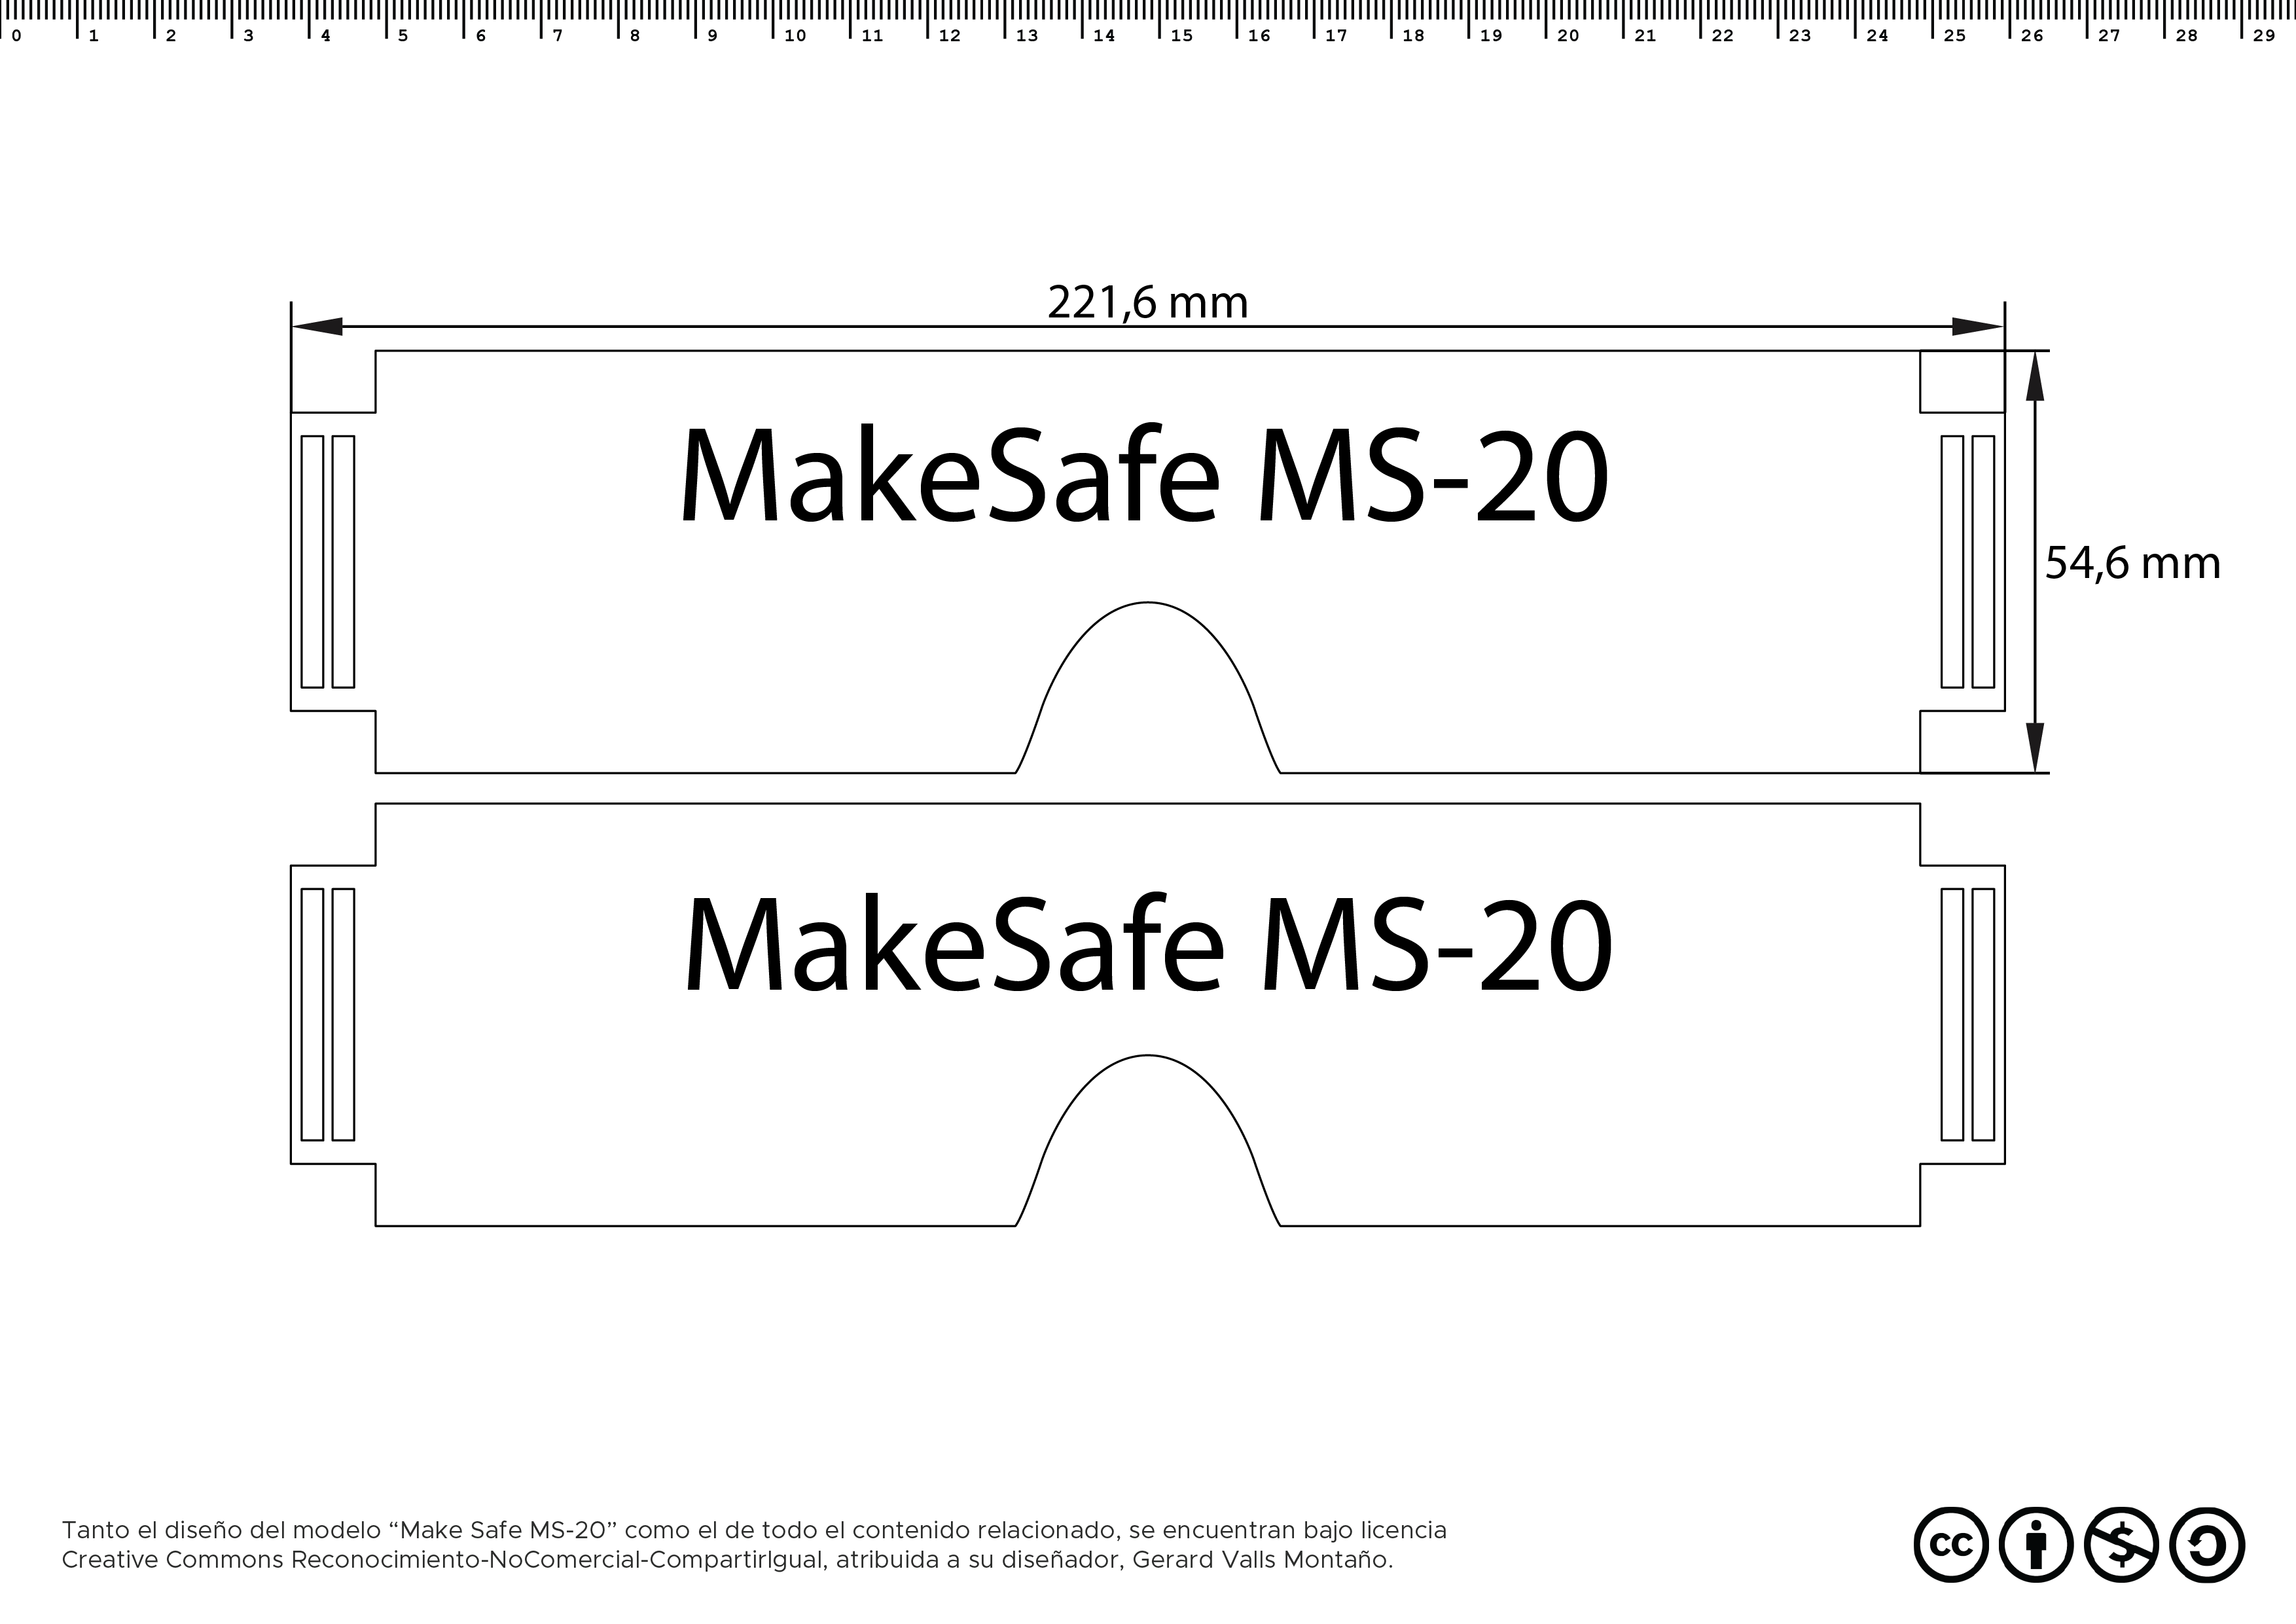 0 1 2 3 4 5 6 7 8 9 10 11 12 13 14 15 16 17 18 19 20 21 22 23 24 25 26 27 28 29
221,6 mm
MakeSafe MS-20
54,6 mm
MakeSafe MS-20
Tanto el diseño del modelo “Make Safe MS-20” como el de todo el contenido relacionado, se encuentran bajo licencia
Creative Commons Reconocimiento-NoComercial-CompartirIgual, atribuida a su diseñador, Gerard Valls Montaño.
cc $